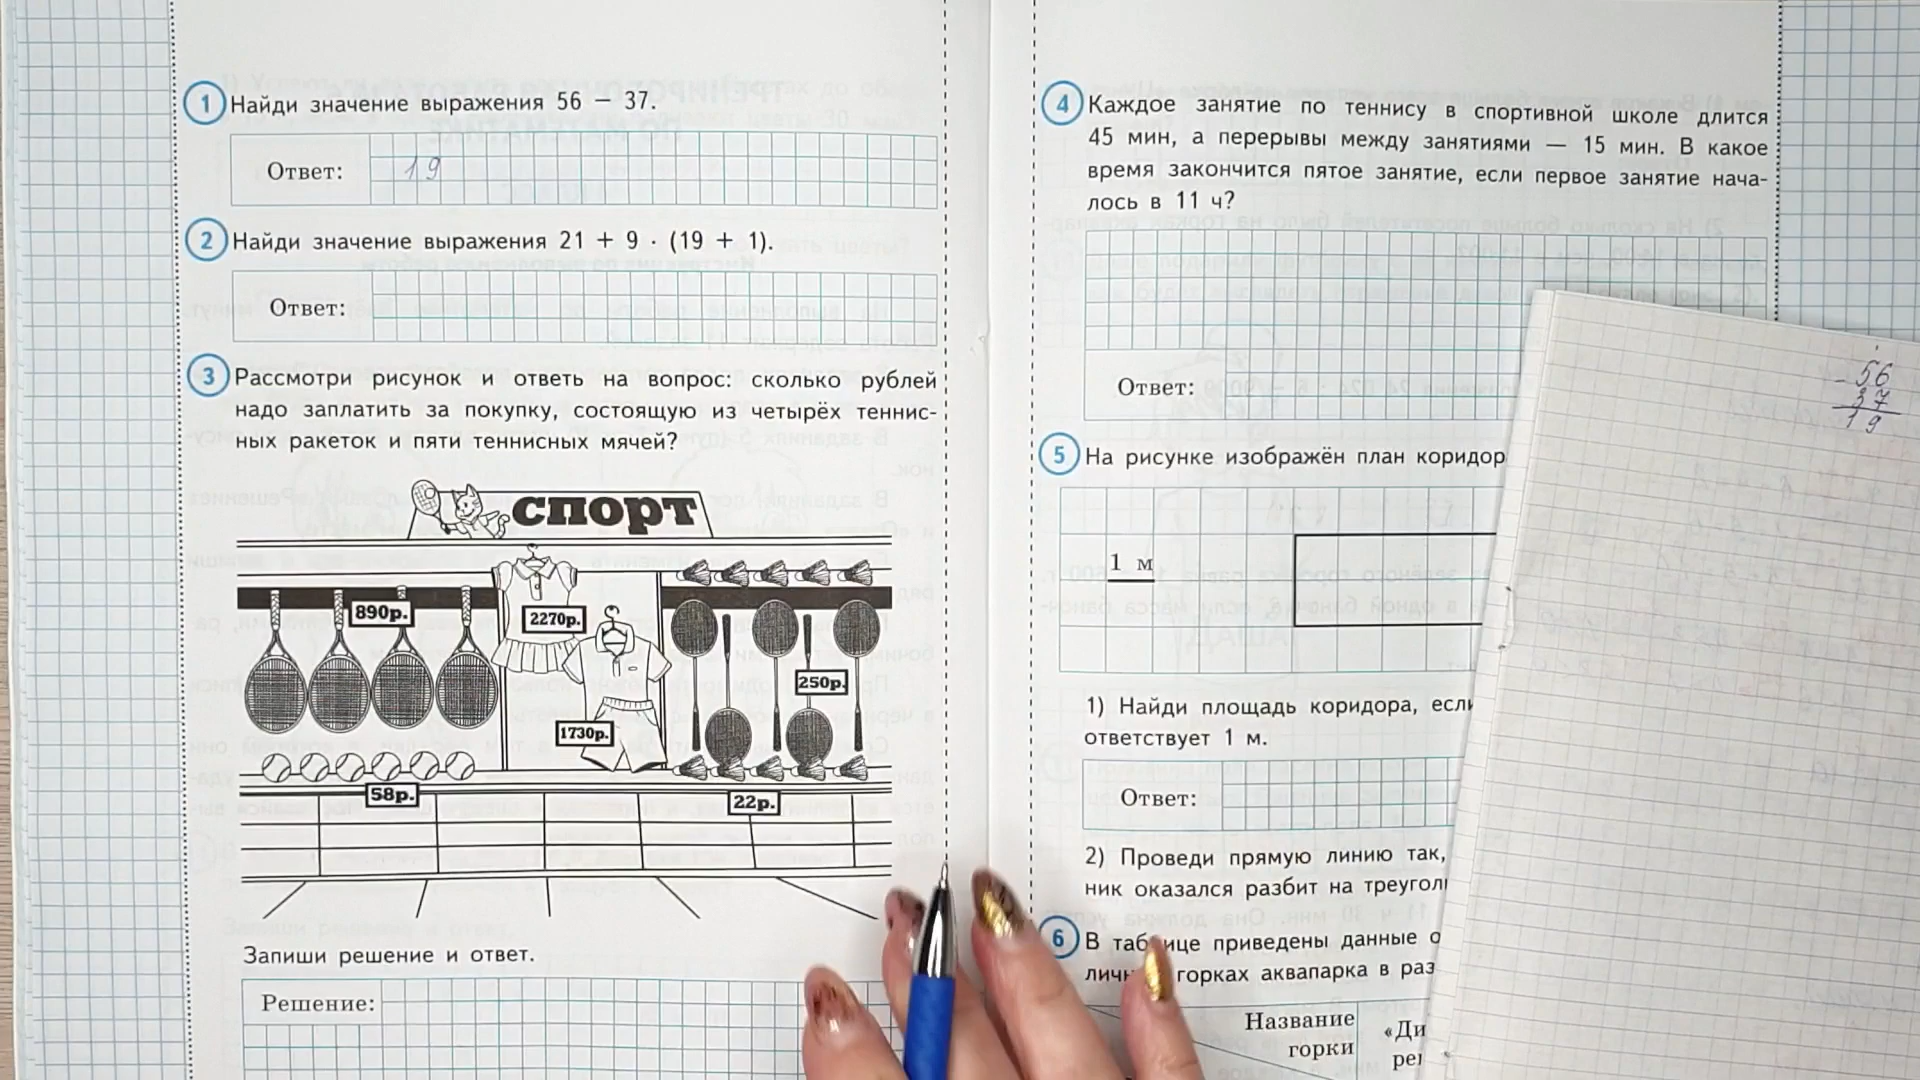 1 Найди значение выражения 56 – 37.
Ответ: 19
2 Найди значение выражения 21 + 9 · (19 + 1).
Ответ:
3 Рассмотри рисунок и ответь на вопрос: сколько рублей
надо заплатить за покупку, состоящую из четырёх теннис-
ных ракеток и пяти теннисных мячей?
спорт
890р.
2270р.
250р.
1730р.
58р.
22р.
Запиши решение и ответ.
Решение:
4 Каждое занятие по теннису в спортивной школе длится
45 мин, а перерывы между занятиями — 15 мин. В какое
время закончится пятое занятие, если первое занятие нача-
лось в 11 ч?
Ответ:
5 На рисунке изображён план коридор
1 м
1) Найди площадь коридора, если
ответствует 1 м.
Ответ:
2) Проведи прямую линию так,
ник оказался разбит на треугол
6 В таблице приведены данные о
горках аквапарка в раз
Название
горки
«Ди
рег
56
– 37
19